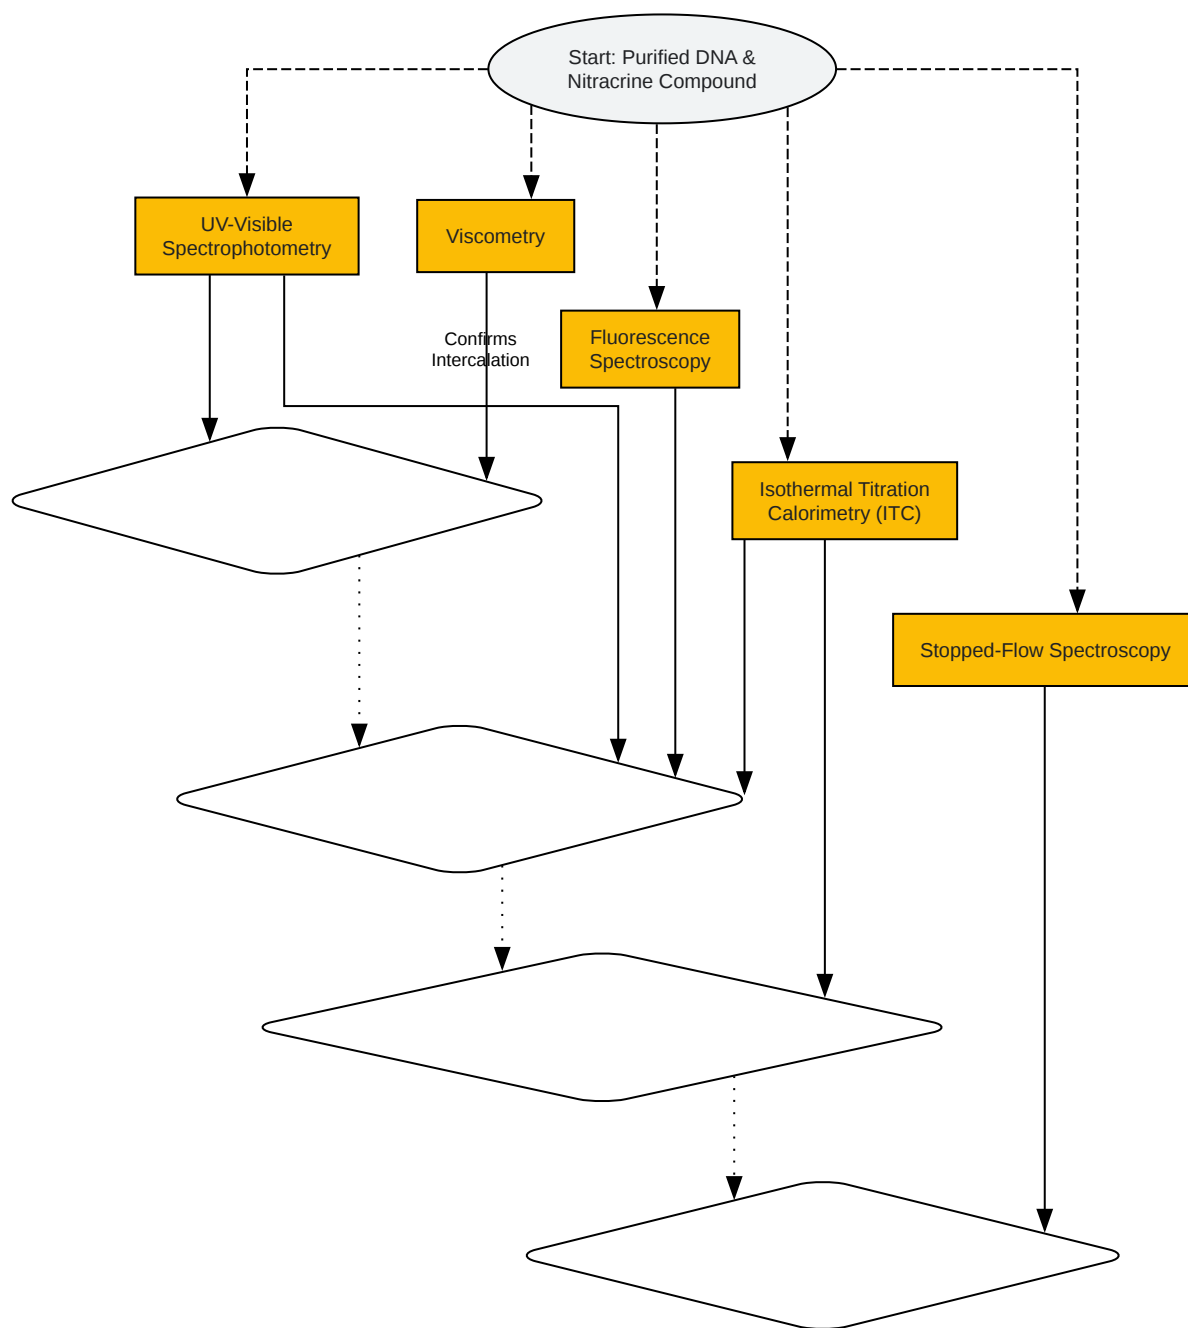 Start: Purified DNA &
Nitracrine Compound
UV-Visible
Spectrophotometry
Viscometry
Confirms
Intercalation
Fluorescence
Spectroscopy
Isothermal Titration
Calorimetry (ITC)
Stopped-Flow Spectroscopy